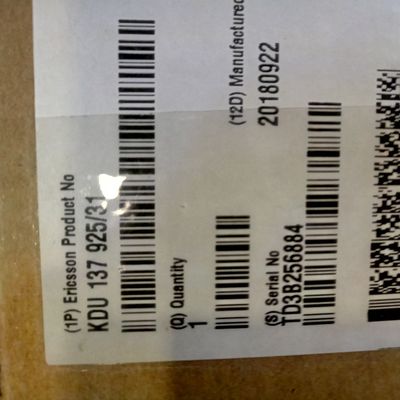 (1P) Ericsson Product No
KDU 137 925/31
(12D) Manufactured
20180922
(Q) Quantity
1
(S) Serial No
TD3B256884